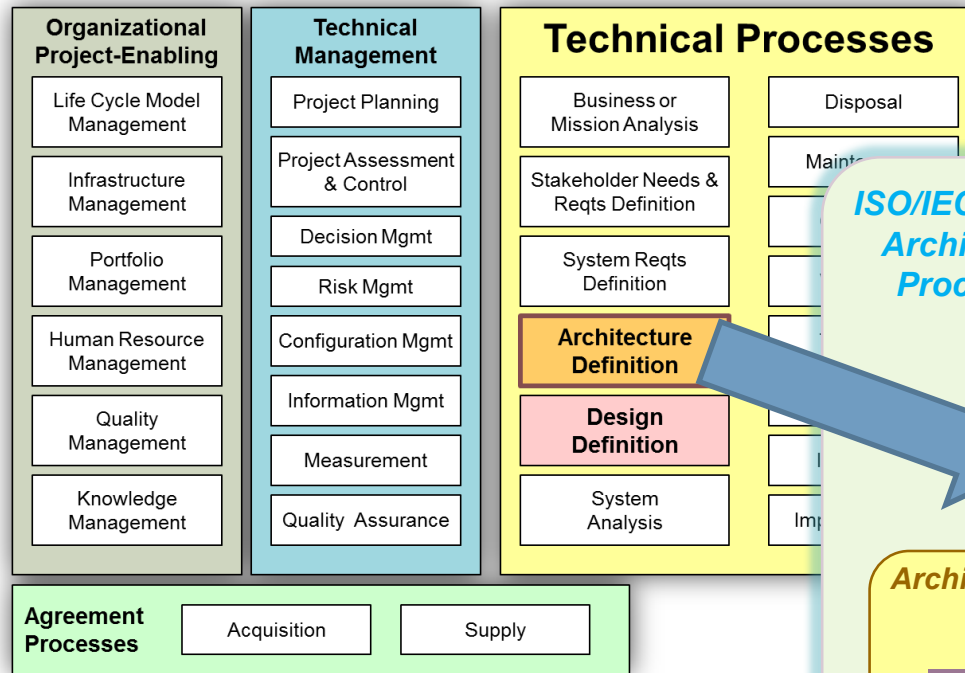 Organizational
Project-Enabling
Life Cycle Model
Management
Infrastructure
Management
Portfolio
Management
Human Resource
Management
Quality
Management
Knowledge
Management
Technical
Management
Project Planning
Project Assessment
& Control
Decision Mgmt
Risk Mgmt
Configuration Mgmt
Information Mgmt
Measurement
Quality Assurance
Technical Processes
Business or
Mission Analysis
Stakeholder Needs &
Reqts Definition
System Reqts
Definition
Architecture
Definition
Design
Definition
System
Analysis
Disposal
ISO/IEC
Agreement
Processes
Acquisition
Supply